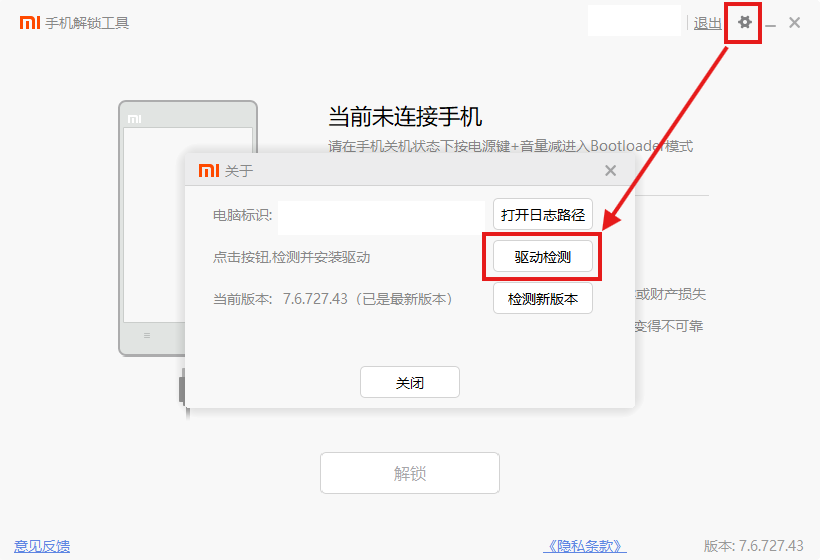 mi 手机解锁工具
退出
mi
当前未连接手机
请在手机关机状态下按电源键+音量减进入Bootloader模式
mi 关于
电脑标识: 打开日志路径
点击按钮,检测并安装驱动 驱动检测
或财产损失
当前版本: 7.6.727.43（已是最新版本） 检测新版本
变得不可靠
关闭
解锁
意见反馈 《隐私条款》 版本: 7.6.727.43